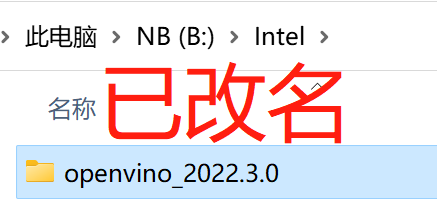 此电脑 > NB (B:) > Intel >
已改名
名称
openvino_2022.3.0